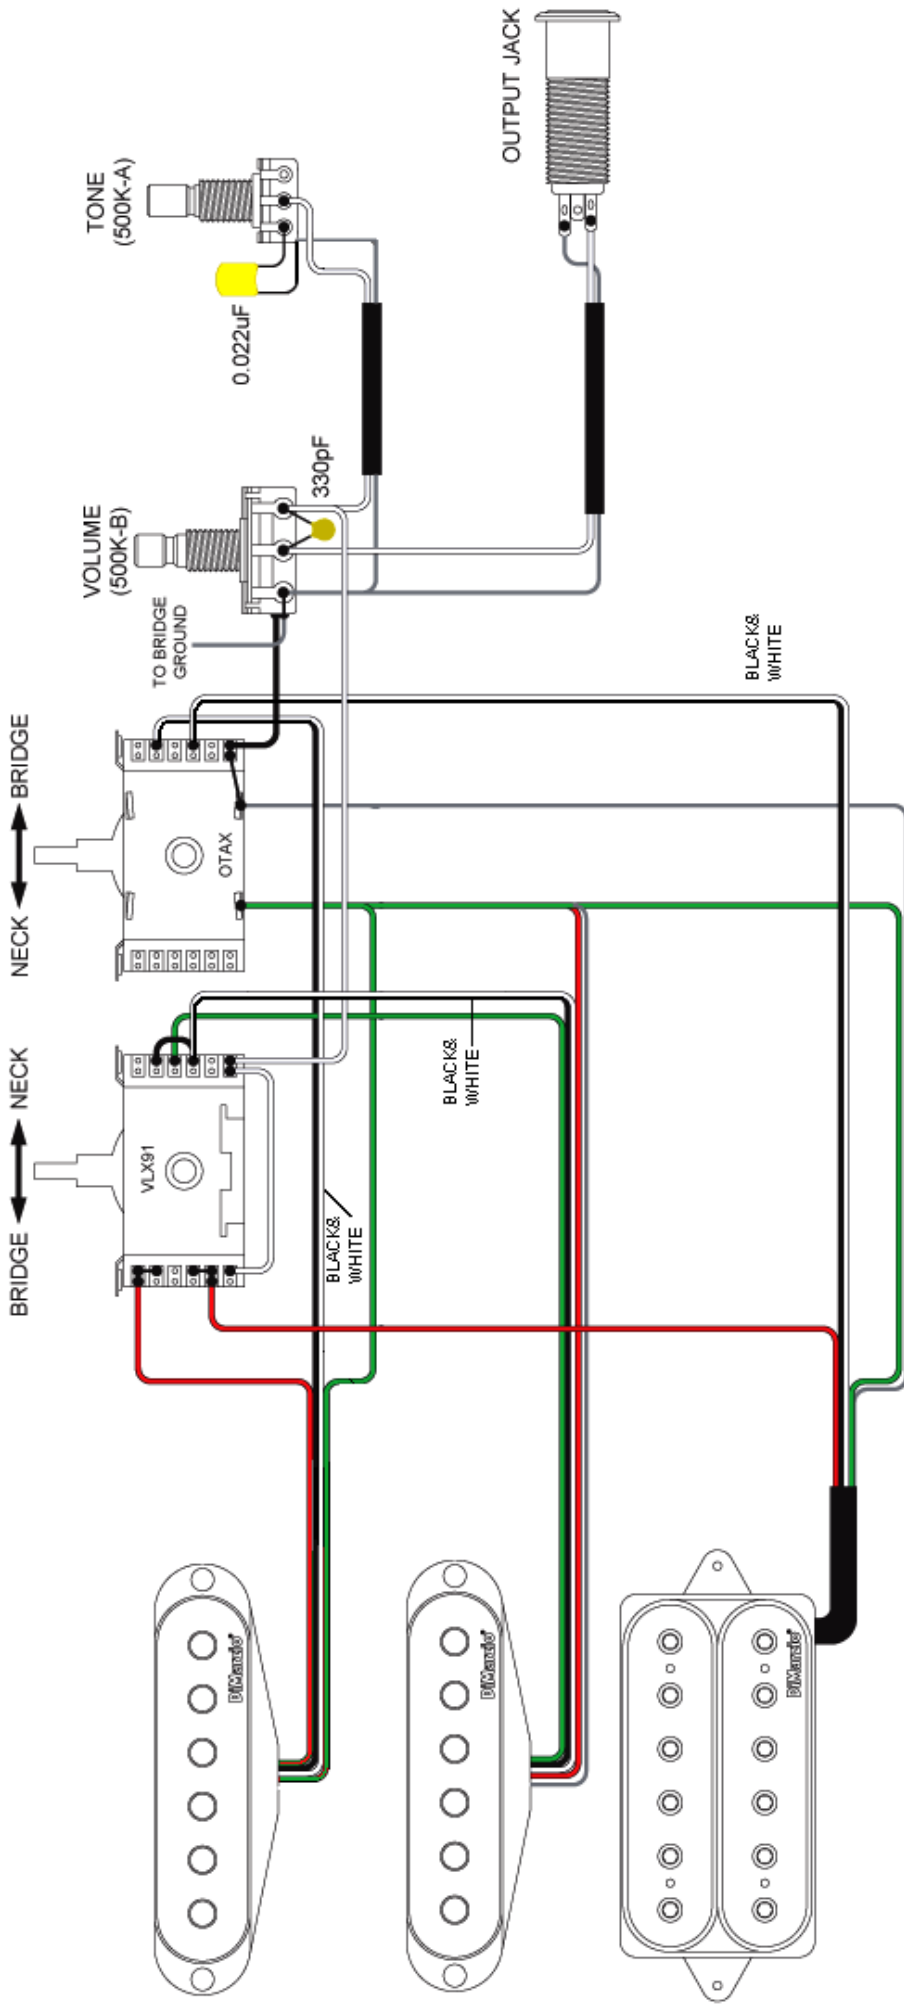 OUTPUT JACK
TONE
(500K-A)
0.022uF
VOLUME
(500K-B)
330pF
TO BRIDGE
GROUND
BLACK&
WHITE
NECK
BRIDGE
OTAX
BRIDGE
NECK
VLX91
BLACK&
WHITE
BLACK&
WHITE
DiMarzio®
DiMarzio®
DiMarzio®